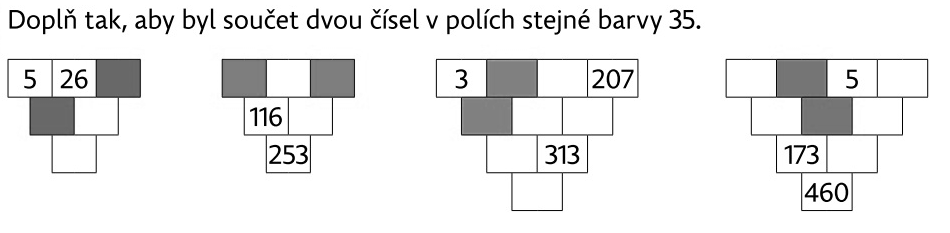 Doplň tak, aby byl součet dvou čísel v polích stejné barvy 35.
5 26 3 207 5
116
253 313 173
460